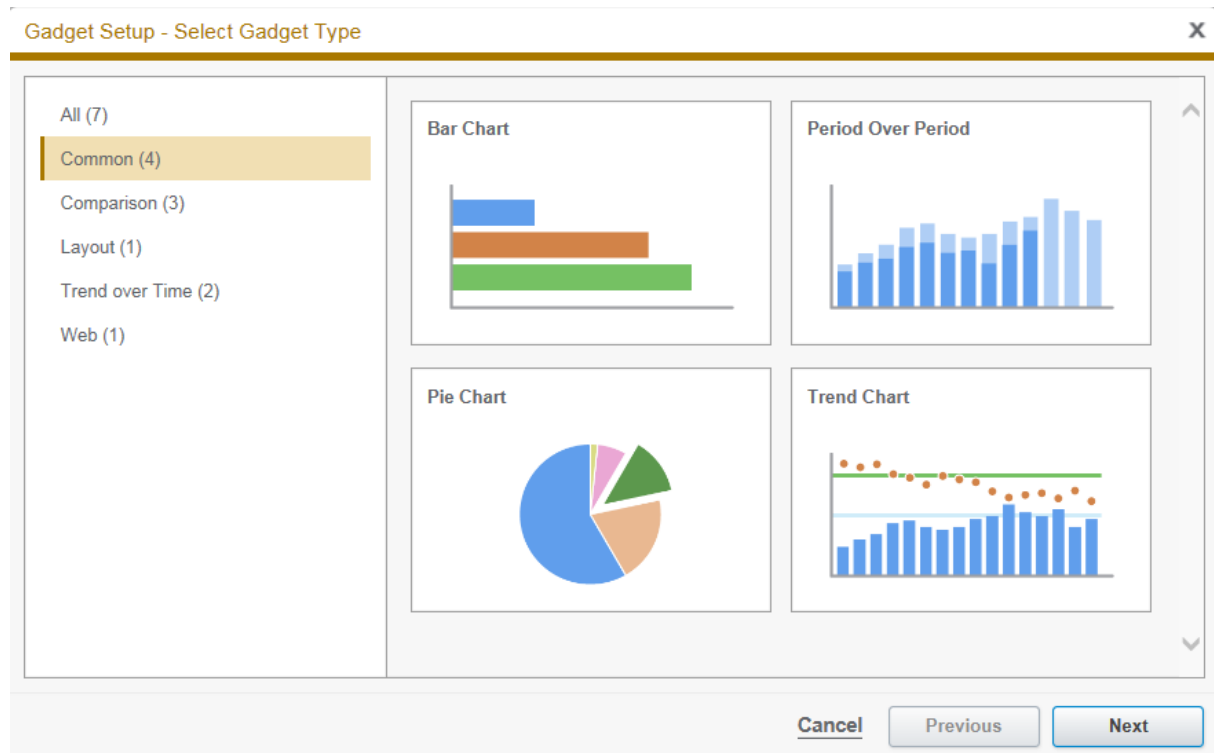 Gadget Setup - Select Gadget Type
X
All (7)
Common (4)
Comparison (3)
Layout (1)
Trend over Time (2)
Web (1)
Bar Chart
Period Over Period
Pie Chart
Trend Chart
Cancel
Previous
Next